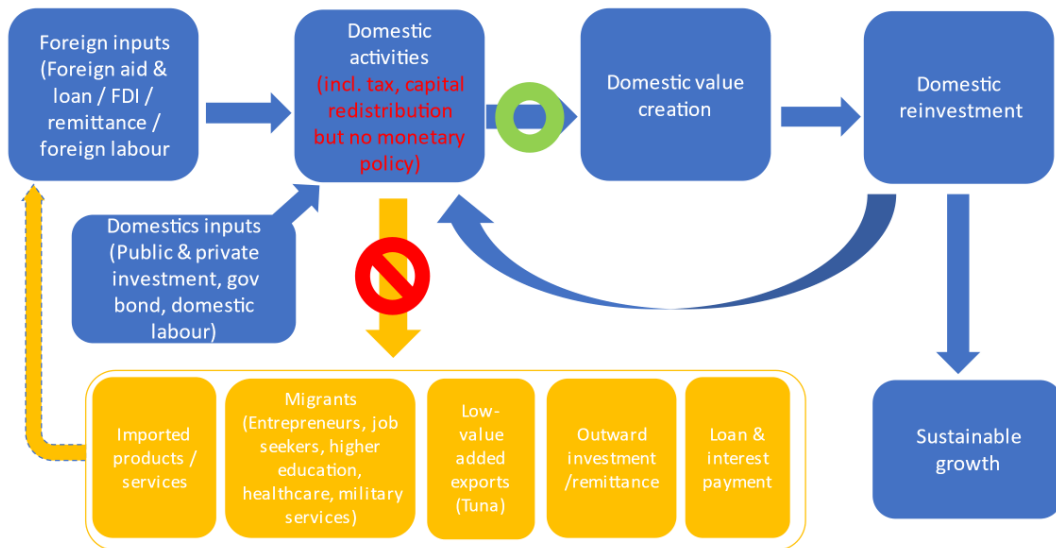 Foreign inputs
(Foreign aid &
loan / FDI /
remittance /
foreign labour
Domestic
activities
(incl. tax, capital
redistribution
but no monetary
policy)
Domestic value
creation
Domestic
reinvestment
Domestics inputs
(Public & private
investment, gov
bond, domestic
labour)
Imported
products /
services
Migrants
(Entrepreneurs, job
seekers, higher
education,
healthcare, military
services)
Low-
value
added
exports
(Tuna)
Outward
investment
/remittance
Loan &
interest
payment
Sustainable
growth